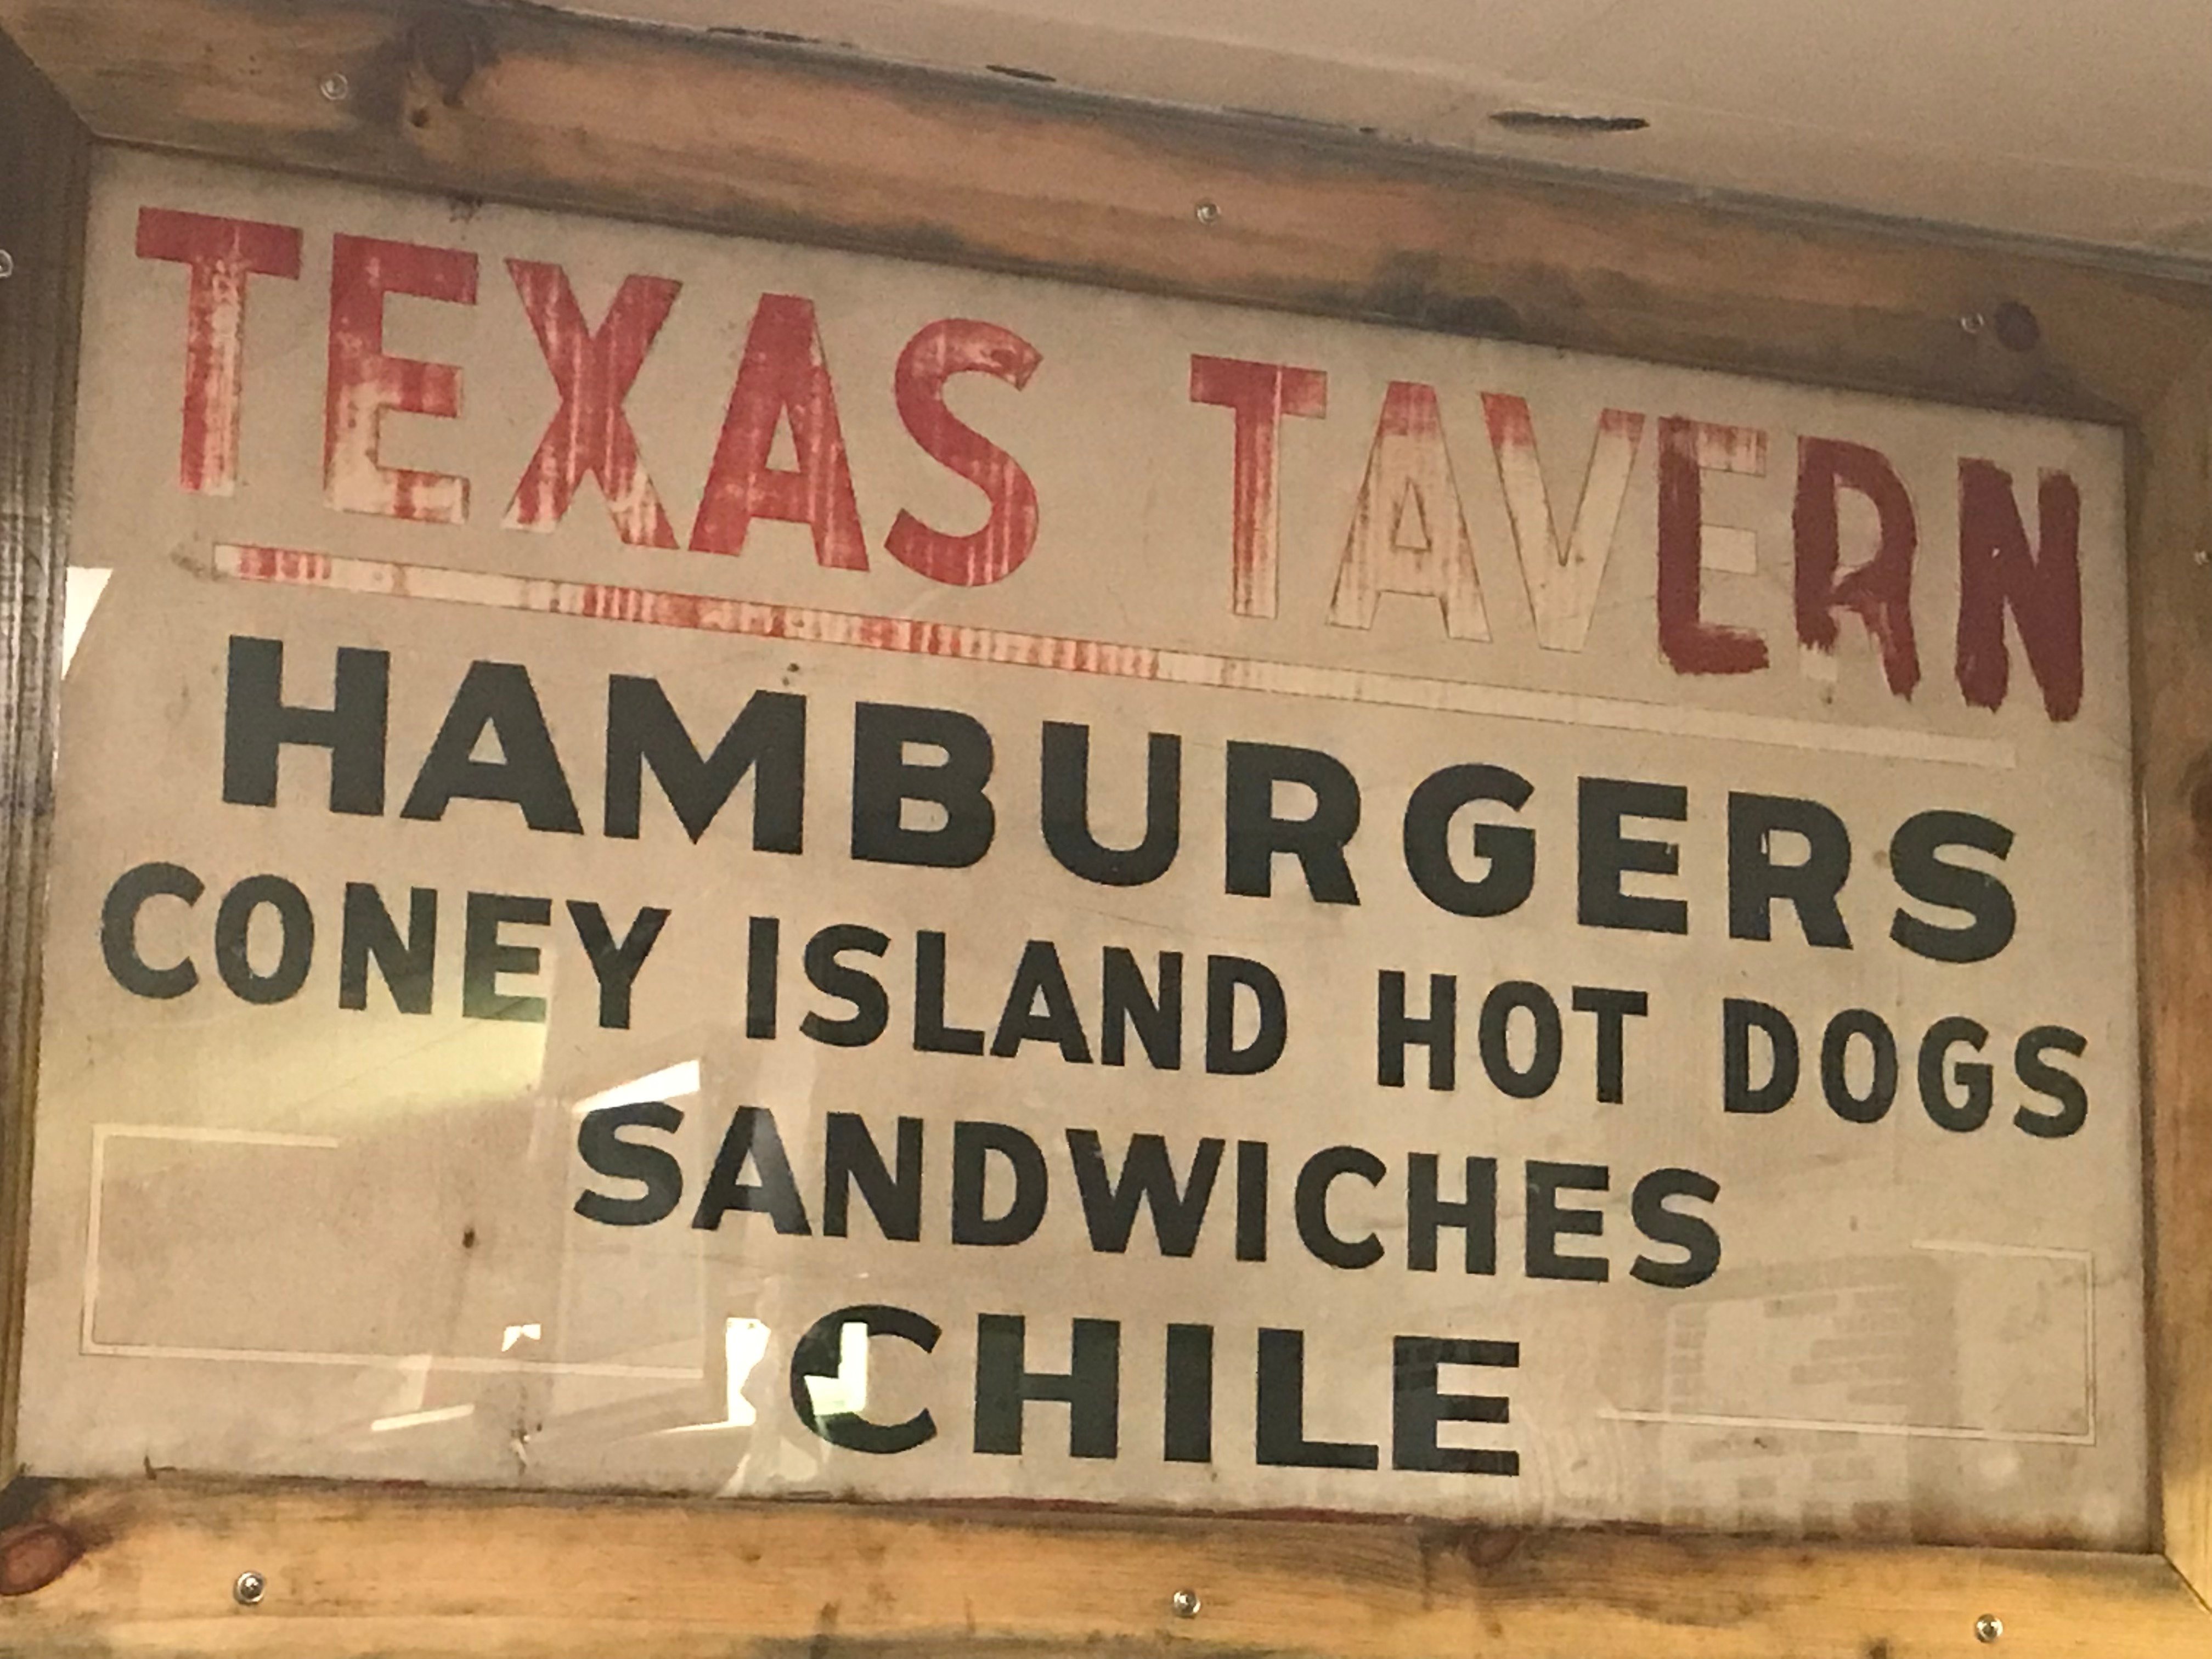 TEXAS TAVERN
HAMBURGERS
CONEY ISLAND HOT DOGS
SANDWICHES
CHILE